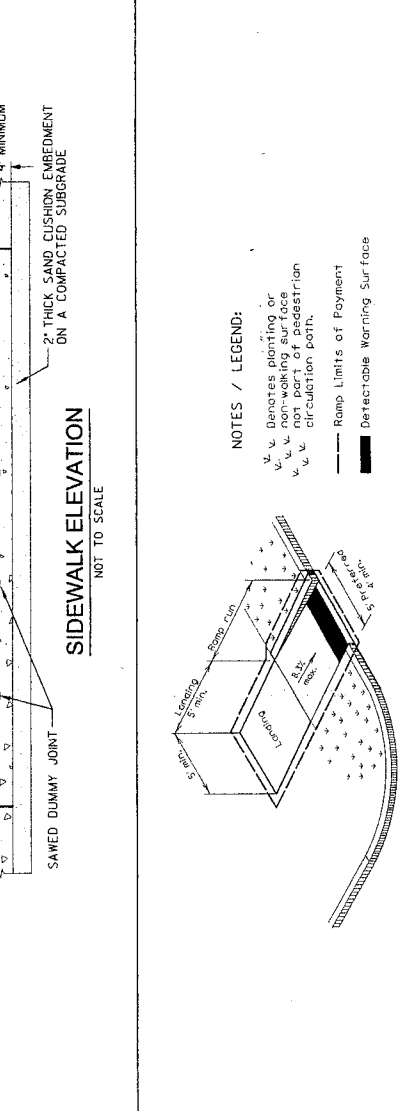 4" MINIMUM
2" THICK SAND CUSHION EMBEDMENT
ON A COMPACTED SUBGRADE
SAWED DUMMY JOINT
SIDEWALK ELEVATION
NOT TO SCALE
NOTES / LEGEND:
Denotes planting or
non-walking surface
not part of pedestrian
circulation path.
Ramp Limits of Payment
Detectable Warning Surface
5' min.
Landing
5' min.
Ramp run
Landing
8.3%
max.
5' Preferred
4' min.